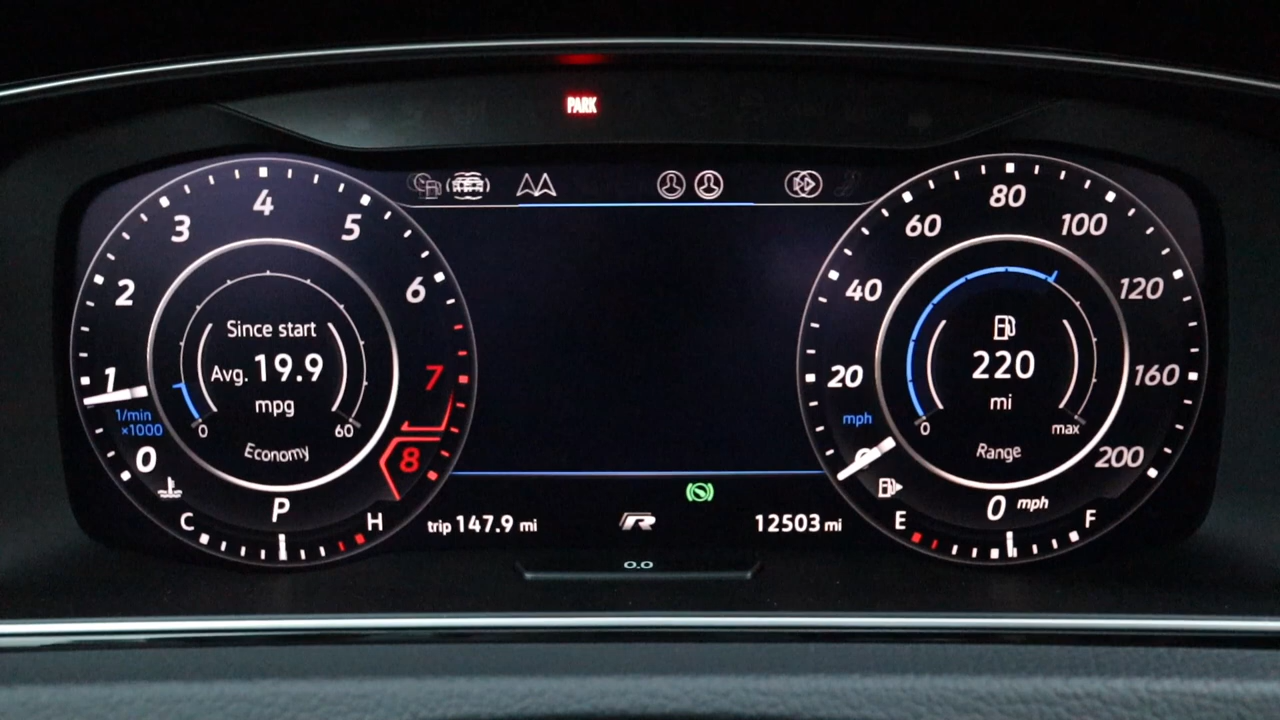 PARK
1
2
3
4
5
6
7
8
0
1/min
×1000
Since start
Avg. 19.9
mpg
0 60
Economy
C P H
trip 147.9 mi
R
12503 mi
0.0
20
40
60
80
100
120
160
200
0
mph
220
mi
0 max
Range
0 mph
E F